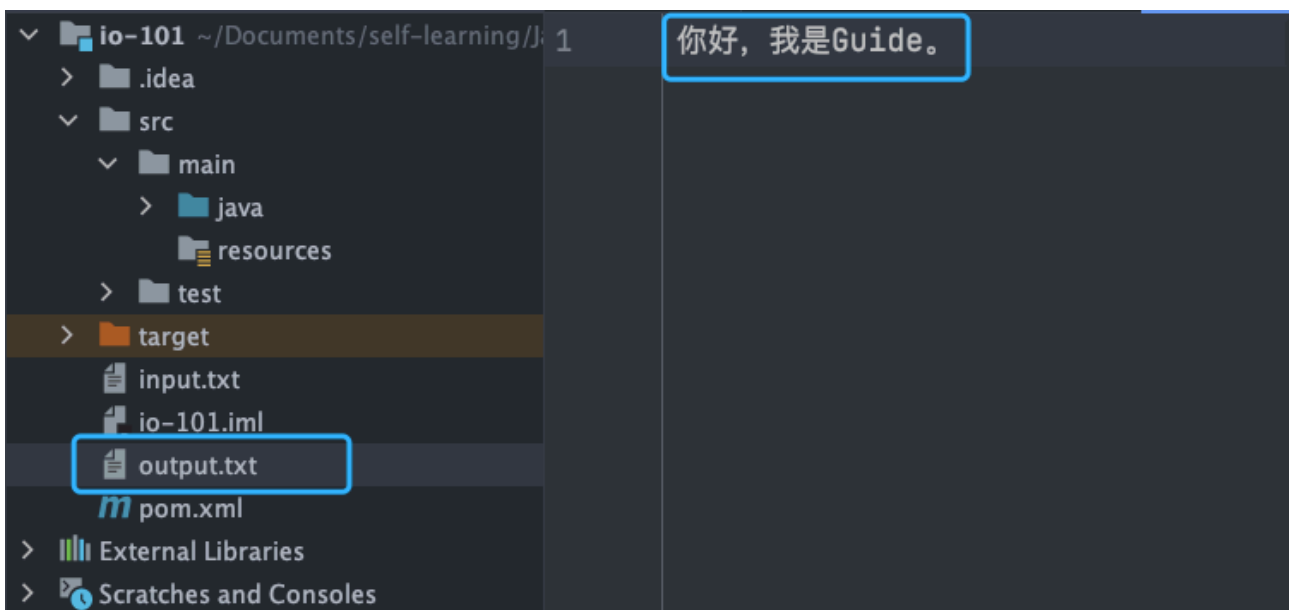 io-101 ~/Documents/self-learning/J
1
你好，我是Guide。
.idea
src
main
java
resources
test
target
input.txt
io-101.iml
output.txt
pom.xml
External Libraries
Scratches and Consoles